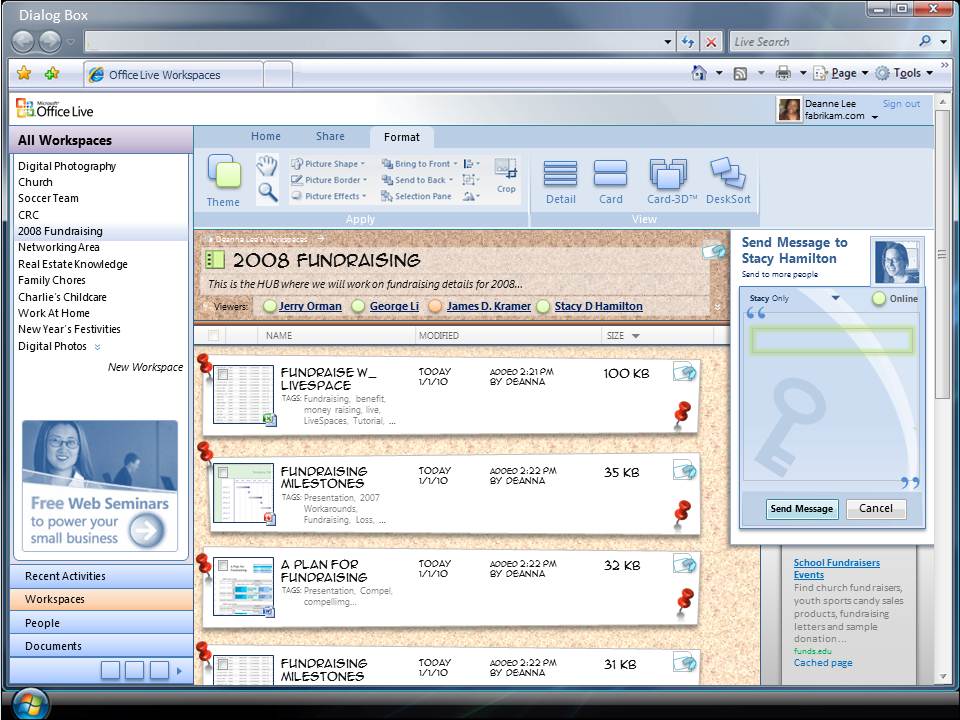 Dialog Box
Live Search
Office Live Workspaces
Page
Tools
Microsoft®
Office Live
Deanne Lee
fabrikam.com
Sign out
All Workspaces
Digital Photography
Church
Soccer Team
CRC
2008 Fundraising
Networking Area
Real Estate Knowledge
Family Chores
Charlie's Childcare
Work At Home
New Year's Festivities
Digital Photos
New Workspace
Free Web Seminars
to power your
small business
Recent Activities
Workspaces
People
Documents
Home
Share
Format
Theme
Picture Shape
Picture Border
Picture Effects
Bring to Front
Send to Back
Selection Pane
Crop
Apply
Detail
Card
Card-3D™
DeskSort
View
Deanna Lee's Workspaces
2008 FUNDRAISING
This is the HUB where we will work on fundraising details for 2008...
Viewers:
Jerry Orman
George Li
James D. Kramer
Stacy D Hamilton
NAME
MODIFIED
SIZE
FUNDRAISE W_
LIVESPACE
TAGS: Fundraising, benefit,
money raising, live,
LiveSpaces, Tutorial, ...
TODAY
1/1/10
ADDED 2:21 PM
BY DEANNA
100 KB
FUNDRAISING
MILESTONES
TAGS: Presentation, 2007
Workarounds,
Fundraising, Loss, ...
TODAY
1/1/10
ADDED 2:22 PM
BY DEANNA
35 KB
A PLAN FOR
FUNDRAISING
TAGS: Presentation, Compel,
compellimg...
TODAY
1/1/10
ADDED 2:22 PM
BY DEANNA
32 KB
FUNDRAISING
MILESTONES
TODAY
1/1/10
ADDED 2:22 PM
BY DEANNA
31 KB
Send Message to
Stacy Hamilton
Send to more people
Stacy Only
Online
Send Message
Cancel
School Fundraisers
Events
Find church fundraisers,
youth sports candy sales
products, fundraising
letters and sample
donation ...
funds.edu
Cached page